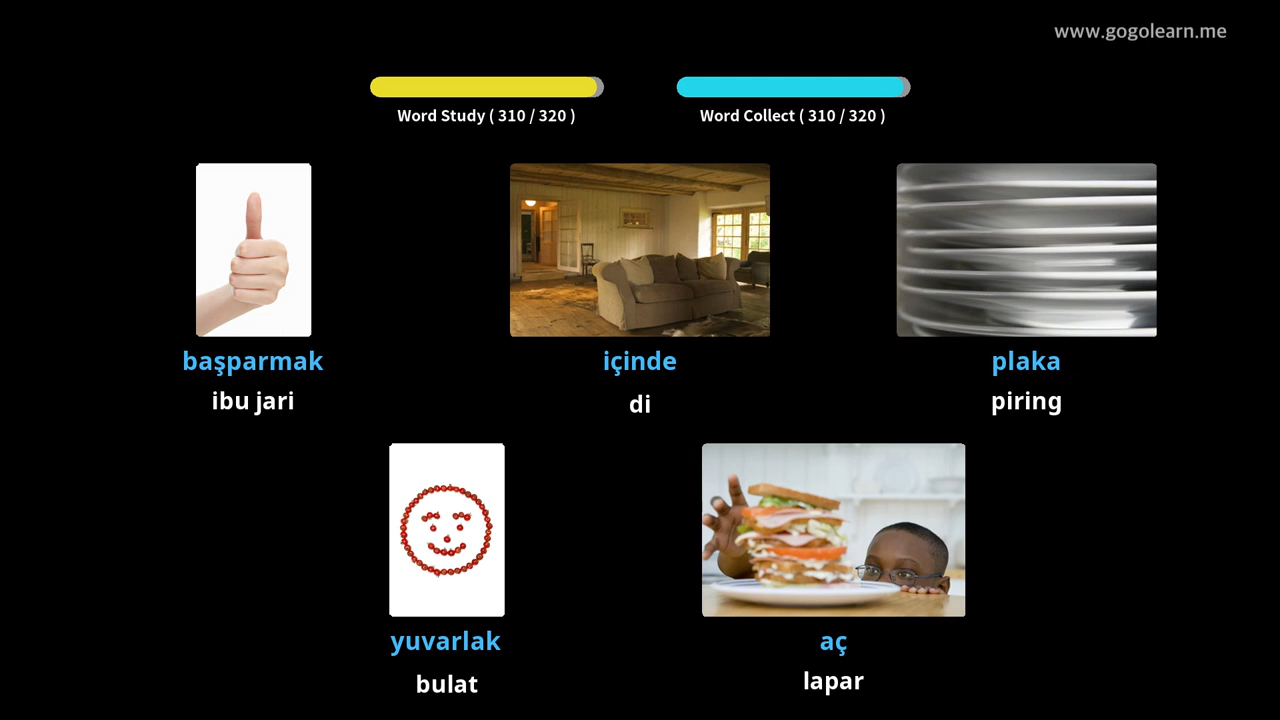 www.gogolearn.me
Word Study ( 310 / 320 )
Word Collect ( 310 / 320 )
başparmak
ibu jari
içinde
di
plaka
piring
yuvarlak
bulat
aç
lapar